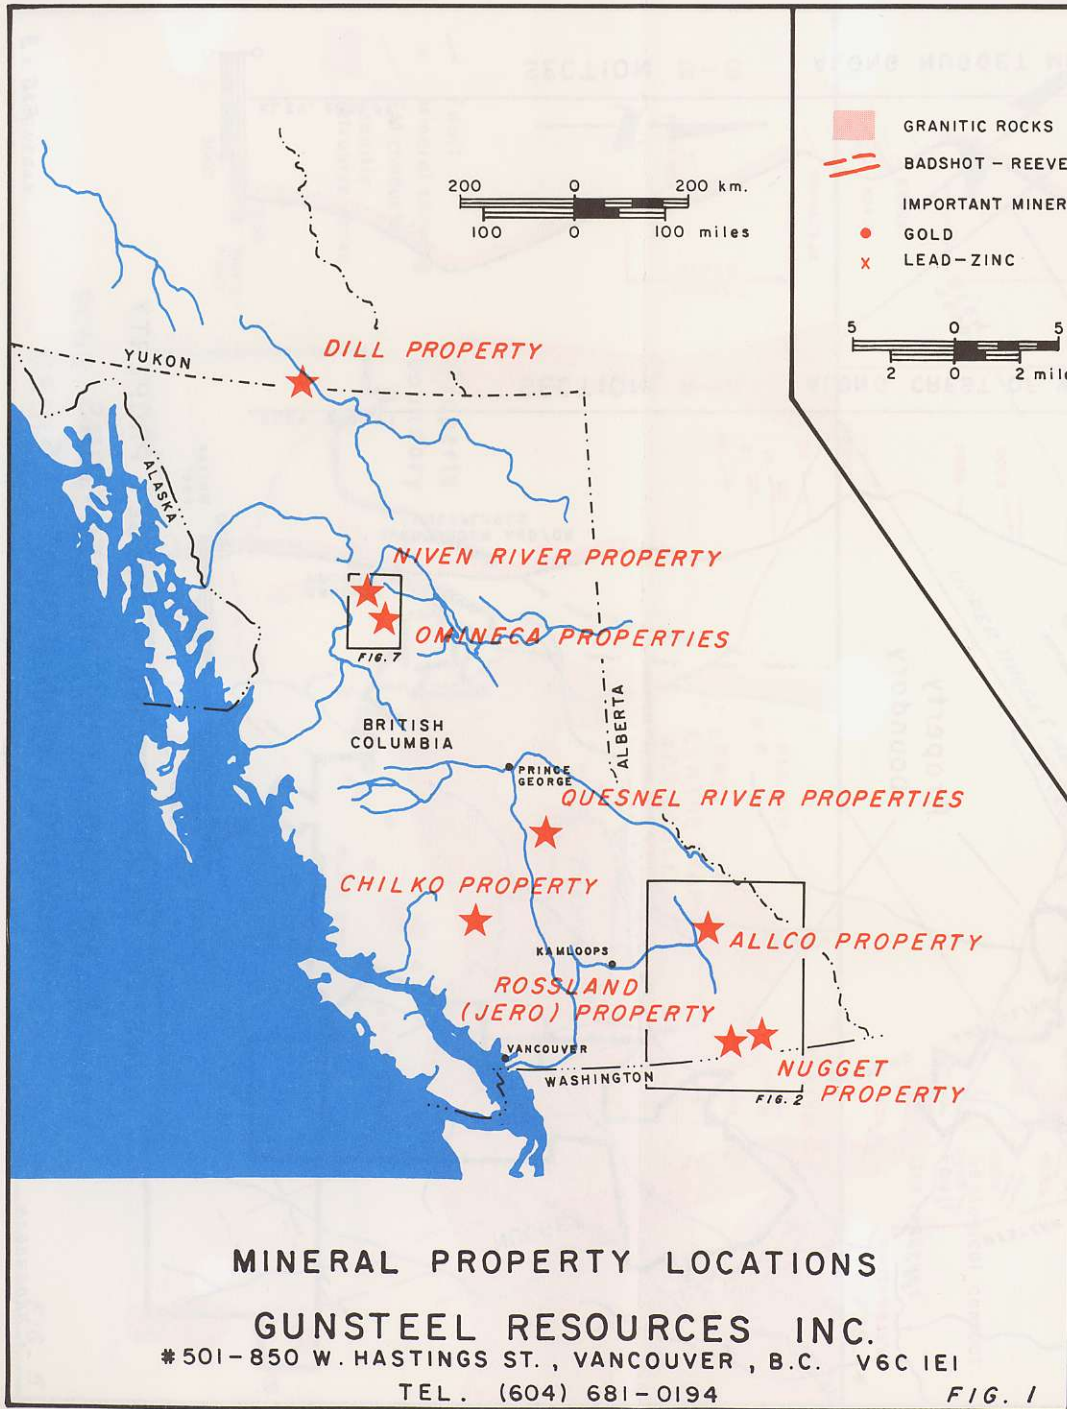 GRANITIC ROCKS
BADSHOT - REEVE
IMPORTANT MINER
GOLD
x LEAD-ZINC
200 0 200 km.
100 0 100 miles
5 0 5
2 0 2 mile
YUKON
DILL PROPERTY
ALASKA
NIVEN RIVER PROPERTY
OMINECA PROPERTIES
FIG. 7
BRITISH
COLUMBIA
ALBERTA
PRINCE
GEORGE
QUESNEL RIVER PROPERTIES
CHILKO PROPERTY
ALLCO PROPERTY
KAMLOOPS
ROSSLAND
(JERO) PROPERTY
VANCOUVER
WASHINGTON
NUGGET
PROPERTY
FIG. 2
MINERAL PROPERTY LOCATIONS
GUNSTEEL RESOURCES INC.
#501-850 W. HASTINGS ST., VANCOUVER, B.C. V6C 1E1
TEL. (604) 681-0194
FIG. 1